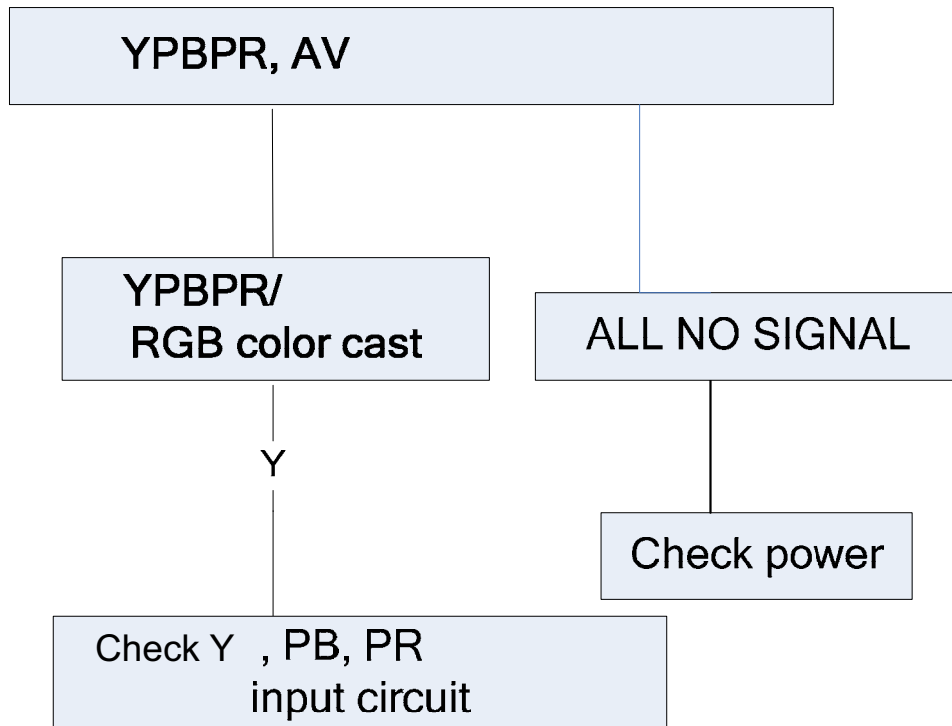 YPBPR, AV
YPBPR/
RGB color cast
ALL NO SIGNAL
Y
Check power
Check Y , PB, PR
input circuit